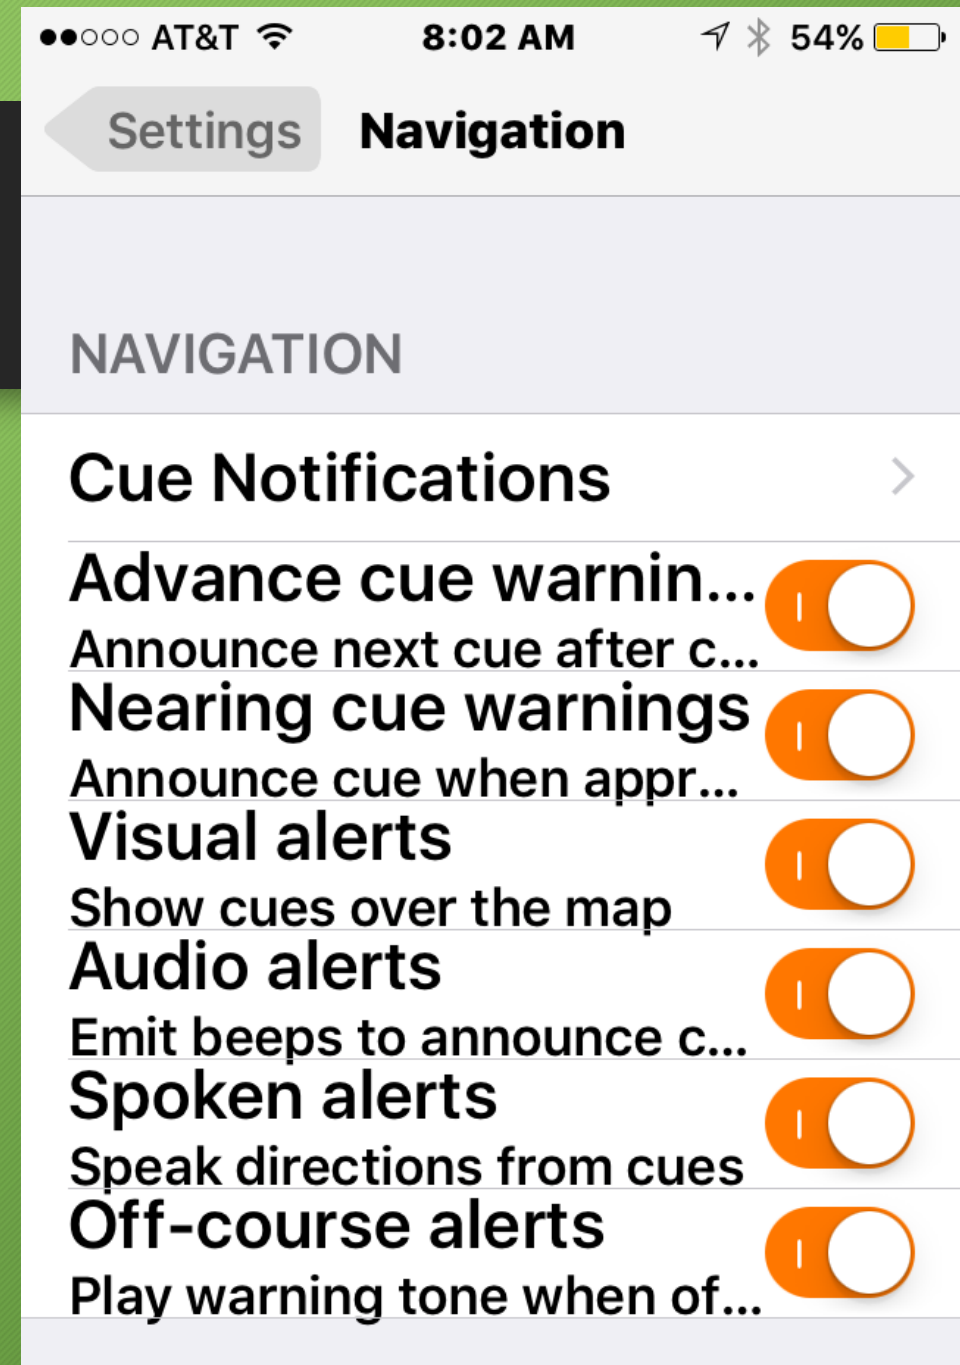 AT&T 8:02 AM 54%
Settings Navigation
NAVIGATION
Cue Notifications
Advance cue warnin...
Announce next cue after c...
Nearing cue warnings
Announce cue when appr...
Visual alerts
Show cues over the map
Audio alerts
Emit beeps to announce c...
Spoken alerts
Speak directions from cues
Off-course alerts
Play warning tone when of...